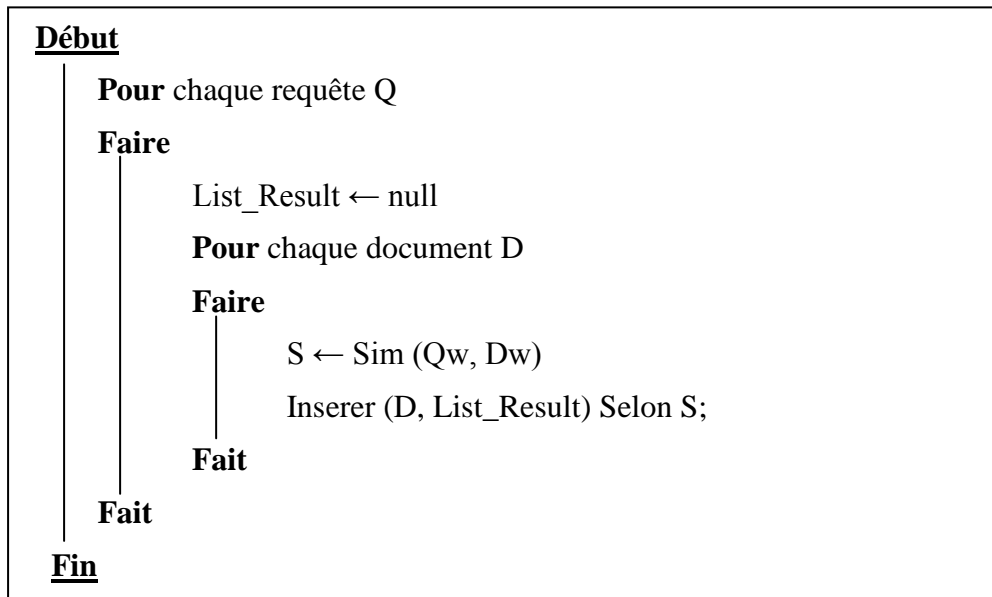 Début
Pour chaque requête Q
Faire
List_Result ← null
Pour chaque document D
Faire
S ← Sim (Qw, Dw)
Inserer (D, List_Result) Selon S;
Fait
Fait
Fin